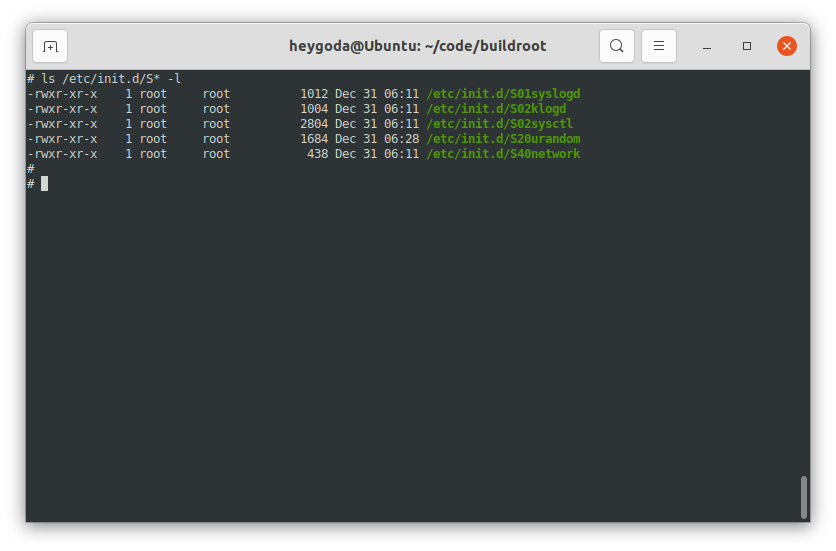 heygoda@Ubuntu: ~/code/buildroot
# ls /etc/init.d/S* -l
-rwxr-xr-x    1 root     root          1012 Dec 31 06:11 /etc/init.d/S01syslogd
-rwxr-xr-x    1 root     root          1004 Dec 31 06:11 /etc/init.d/S02klogd
-rwxr-xr-x    1 root     root          2804 Dec 31 06:11 /etc/init.d/S02sysctl
-rwxr-xr-x    1 root     root          1684 Dec 31 06:28 /etc/init.d/S20urandom
-rwxr-xr-x    1 root     root           438 Dec 31 06:11 /etc/init.d/S40network
#
#